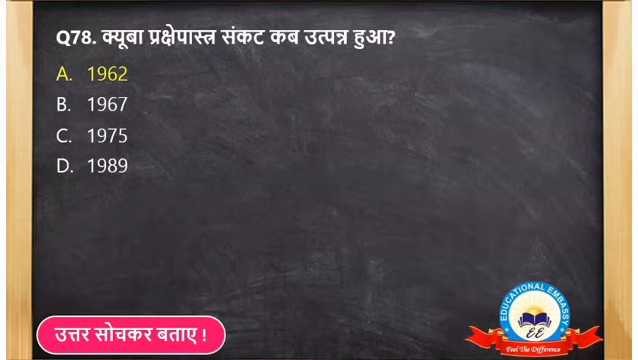 Q78. क्यूबा प्रक्षेपास्त्र संकट कब उत्पन्न हुआ?
A. 1962
B. 1967
C. 1975
D. 1989
उत्तर सोचकर बताए !
EDUCATIONAL EMBASSY
EE
Feel The Difference